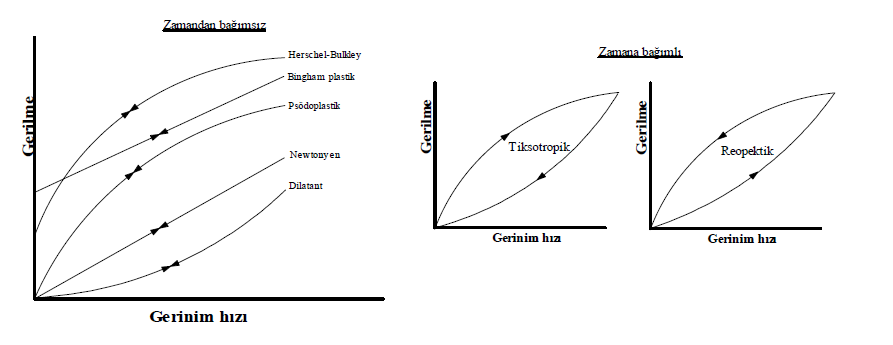 Zamandan bağımsız
Herschel-Bulkley
Bingham plastik
Psödoplastik
Newtonyen
Dilatant
Gerilme
Gerinim hızı
Zamana bağımlı
Gerilme
Tiksotropik
Gerinim hızı
Gerilme
Reopektik
Gerinim hızı